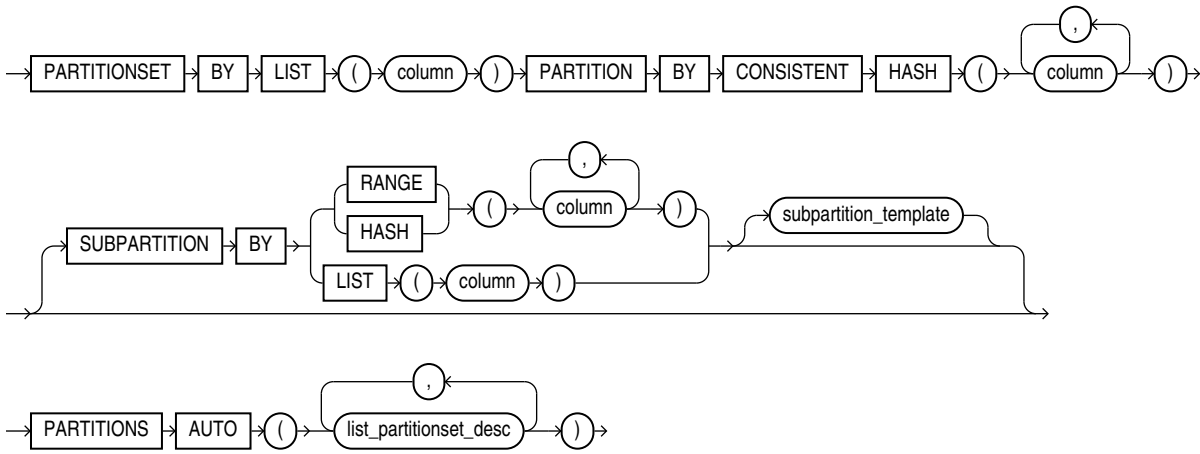 ,
PARTITIONSET BY LIST ( column ) PARTITION BY CONSISTENT HASH ( column )
,
RANGE
subpartition_template
SUBPARTITION BY ( column )
HASH
LIST ( column )
,
PARTITIONS AUTO ( list_partitionset_desc )